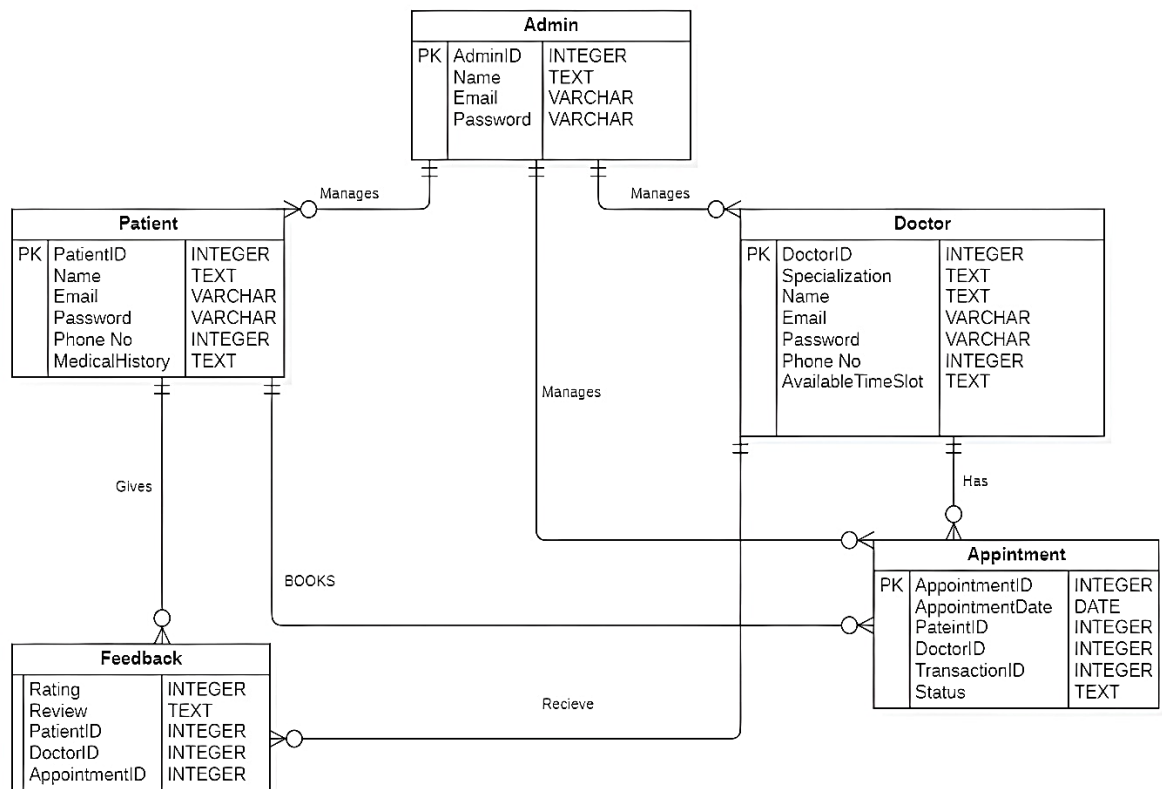 Admin
PK AdminID INTEGER
Name TEXT
Email VARCHAR
Password VARCHAR
Manages
Manages
Patient
PK PatientID INTEGER
Name TEXT
Email VARCHAR
Password VARCHAR
Phone No INTEGER
MedicalHistory TEXT
Doctor
PK DoctorID INTEGER
Specialization TEXT
Name TEXT
Email VARCHAR
Password VARCHAR
Phone No INTEGER
AvailableTimeSlot TEXT
Manages
Gives
Has
BOOKS
Appintment
PK AppointmentID INTEGER
AppointmentDate DATE
PateintID INTEGER
DoctorID INTEGER
TransactionID INTEGER
Status TEXT
Feedback
Rating INTEGER
Review TEXT
PatientID INTEGER
DoctorID INTEGER
AppointmentID INTEGER
Recieve